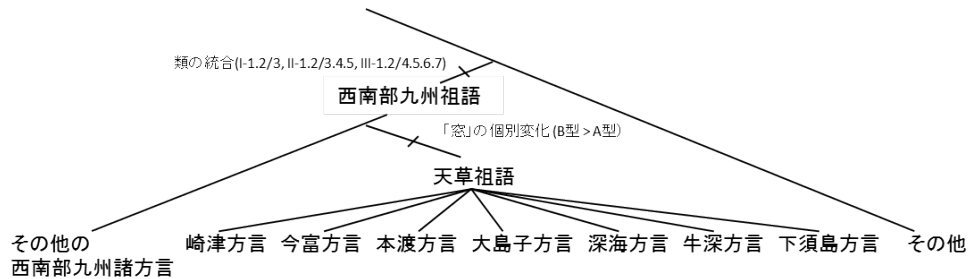 類の統合(I-1.2/3, II-1.2/3.4.5, III-1.2/4.5.6.7)
西南部九州祖語
「窓」の個別変化(B型>A型)
天草祖語
その他の
西南部九州諸方言
崎津方言
今富方言
本渡方言
大島子方言
深海方言
牛深方言
下須島方言
その他